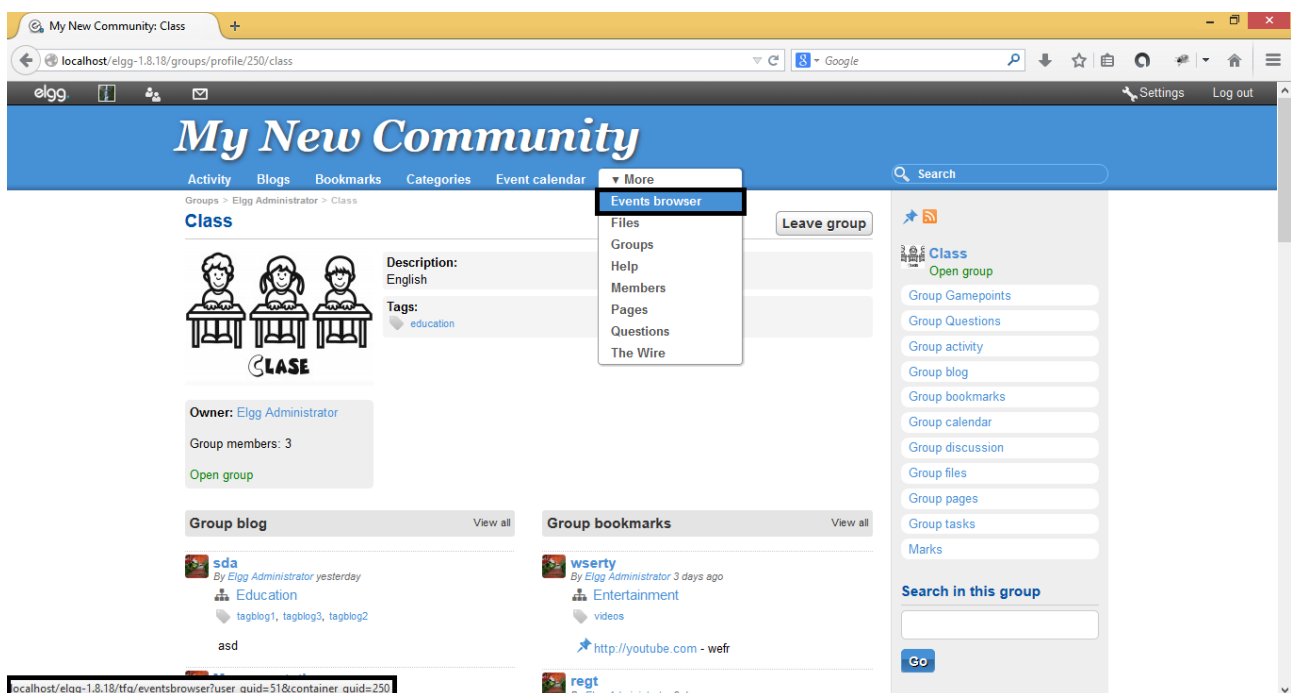 My New Community: Class
+
localhost/elgg-1.8.18/groups/profile/250/class
8 Google
elgg. Settings Log out
My New Community
Activity Blogs Bookmarks Categories Event calendar ▼ More
Search
Events browser
Files
Groups
Help
Members
Pages
Questions
The Wire
Groups > Elgg Administrator > Class
Class
Leave group
CLASE
Description:
English
Tags:
education
Owner: Elgg Administrator
Group members: 3
Open group
Group blog View all
sda
By Elgg Administrator yesterday
Education
tagblog1, tagblog3, tagblog2
asd
Group bookmarks View all
wserty
By Elgg Administrator 3 days ago
Entertainment
videos
http://youtube.com - wefr
regt
Class
Open group
Group Gamepoints
Group Questions
Group activity
Group blog
Group bookmarks
Group calendar
Group discussion
Group files
Group pages
Group tasks
Marks
Search in this group
Go
localhost/elgg-1.8.18/tfg/eventsbrowser?user_guid=51&container_guid=250